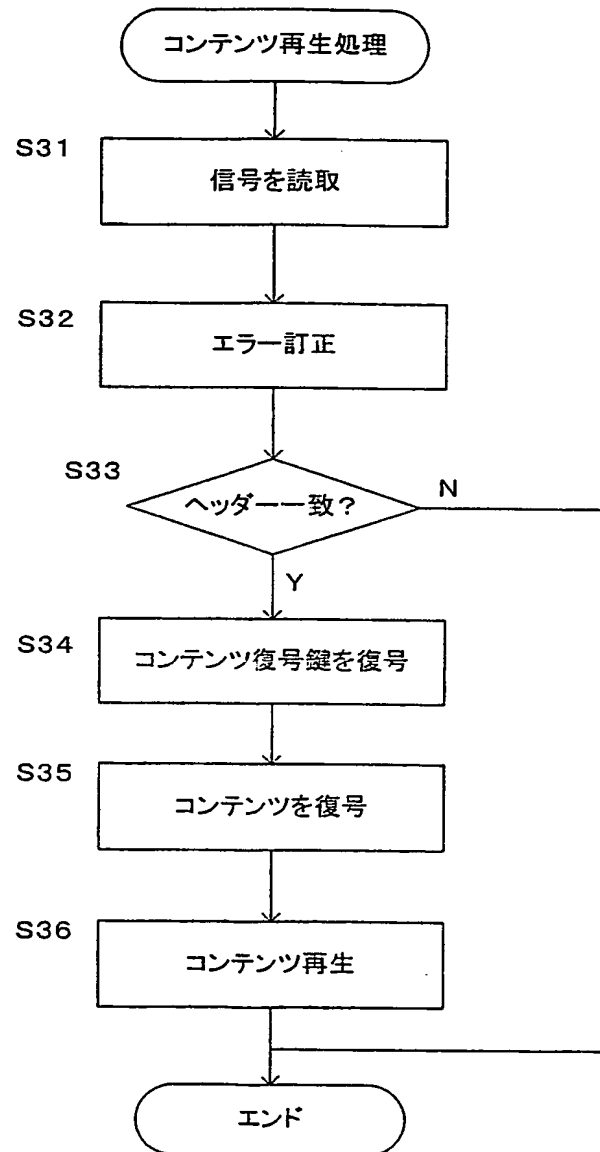 コンテンツ再生処理
S31
信号を読取
S32
エラー訂正
S33
ヘッダー一致?
N
Y
S34
コンテンツ復号鍵を復号
S35
コンテンツを復号
S36
コンテンツ再生
エンド